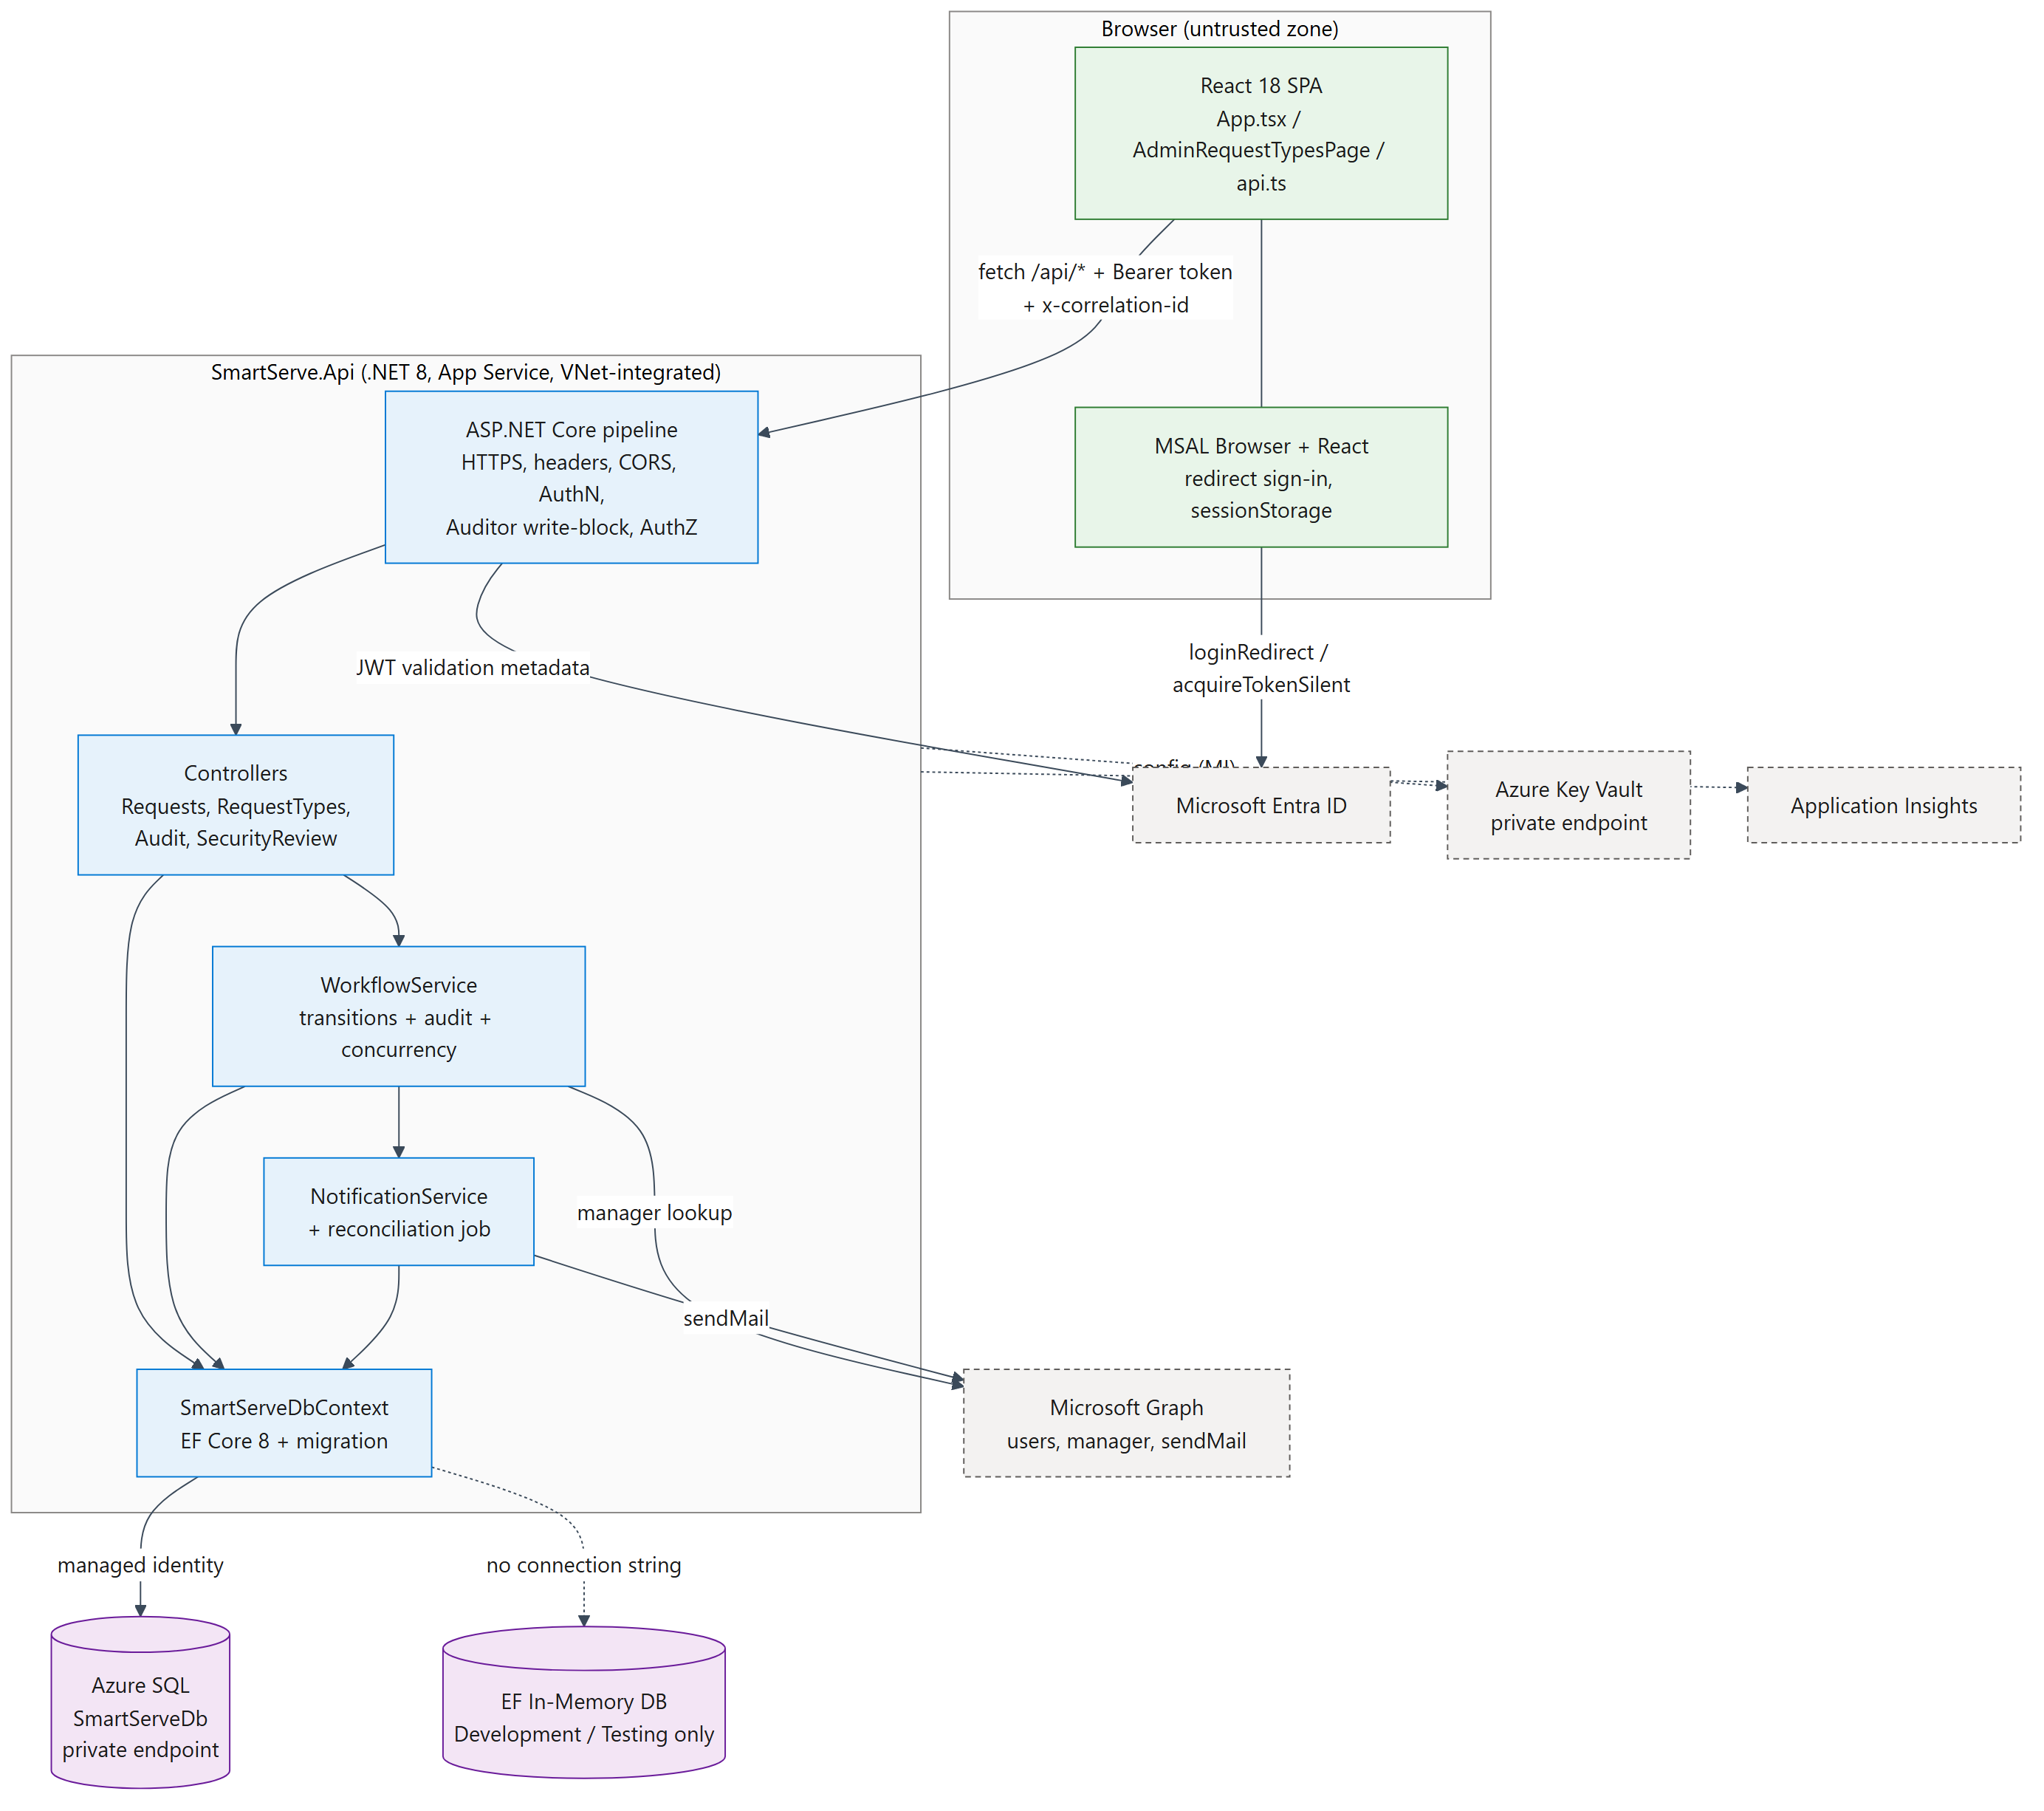 Browser (untrusted zone)
React 18 SPA
App.tsx /
AdminRequestTypesPage /
api.ts
fetch /api/* + Bearer token
+ x-correlation-id
SmartServe.Api (.NET 8, App Service, VNet-integrated)
ASP.NET Core pipeline
HTTPS, headers, CORS,
AuthN,
Auditor write-block, AuthZ
MSAL Browser + React
redirect sign-in,
sessionStorage
JWT validation metadata
loginRedirect /
acquireTokenSilent
config (MI)
Microsoft Entra ID
Azure Key Vault
private endpoint
Application Insights
Controllers
Requests, RequestTypes,
Audit, SecurityReview
WorkflowService
transitions + audit +
concurrency
NotificationService
+ reconciliation job
manager lookup
sendMail
SmartServeDbContext
EF Core 8 + migration
Microsoft Graph
users, manager, sendMail
managed identity
no connection string
Azure SQL
SmartServeDb
private endpoint
EF In-Memory DB
Development / Testing only